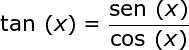 tan (x) = sen (x) / cos (x)